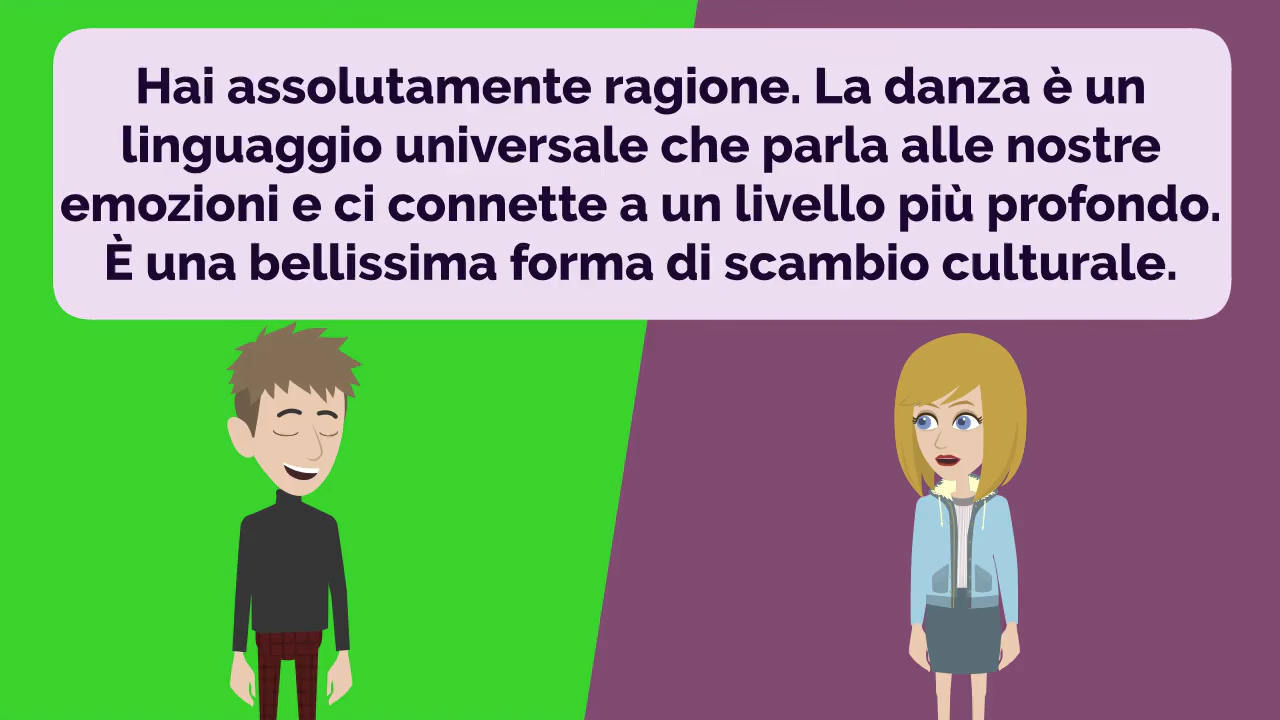 Hai assolutamente ragione. La danza è un
linguaggio universale che parla alle nostre
emozioni e ci connette a un livello più profondo.
È una bellissima forma di scambio culturale.